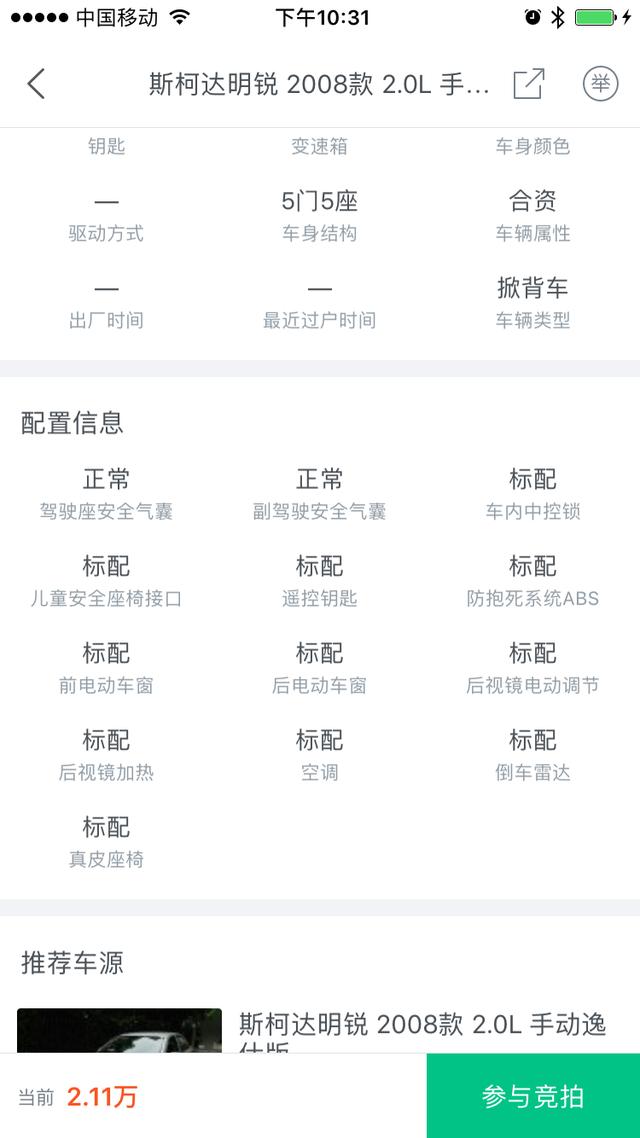 中国移动 下午10:31
斯柯达明锐 2008款 2.0L 手... 举
钥匙 变速箱 车身颜色
— 5门5座 合资
驱动方式 车身结构 车辆属性
— — 掀背车
出厂时间 最近过户时间 车辆类型
配置信息
正常 正常 标配
驾驶座安全气囊 副驾驶安全气囊 车内中控锁
标配 标配 标配
儿童安全座椅接口 遥控钥匙 防抱死系统ABS
标配 标配 标配
前电动车窗 后电动车窗 后视镜电动调节
标配 标配 标配
后视镜加热 空调 倒车雷达
标配
真皮座椅
推荐车源
斯柯达明锐 2008款 2.0L 手动逸
仕版
当前 2.11万 参与竞拍